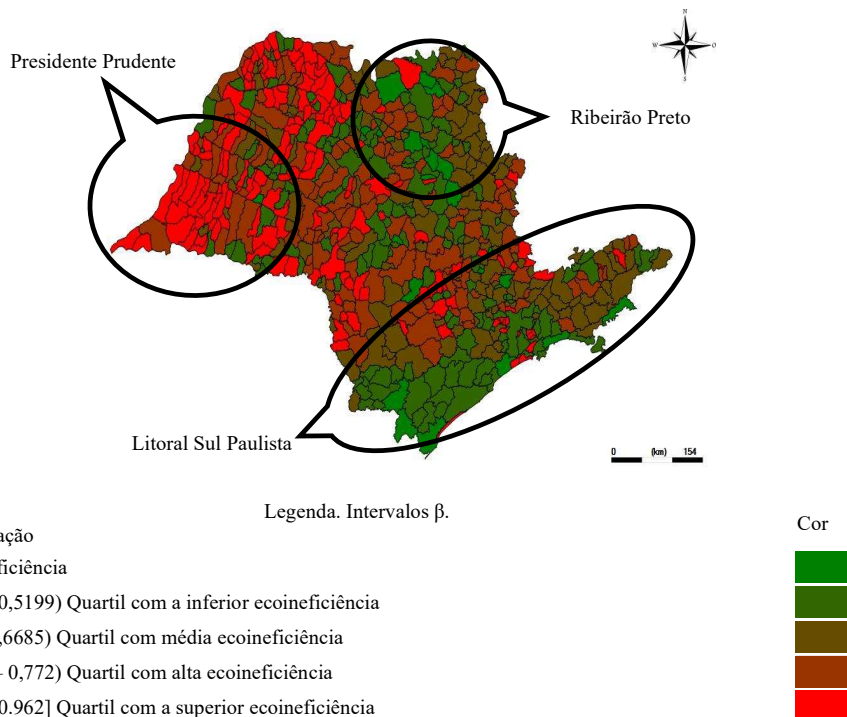 N
W
O
S
Presidente Prudente
Ribeirão Preto
Litoral Sul Paulista
0 (km) 154
Legenda. Intervalos β.
ação
Cor
ficiência
0,5199) Quartil com a inferior ecoineficiência
,6685) Quartil com média ecoineficiência
- 0,772) Quartil com alta ecoineficiência
0.962] Quartil com a superior ecoineficiência